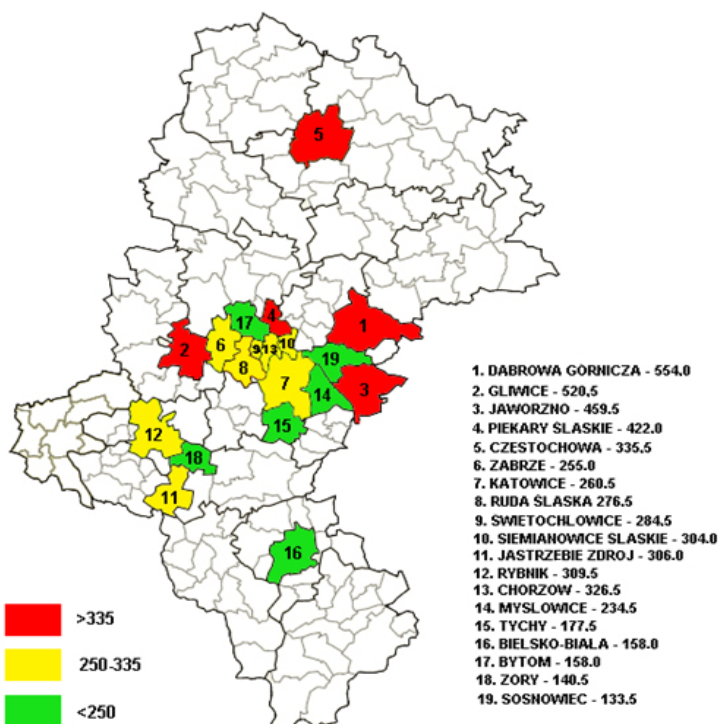 5
4
17
1
10
6
9
13
2
19
8
7
3
14
15
12
18
11
16
1. DABROWA GORNICZA - 554.0
2. GLIWICE - 520.5
3. JAWORZNO - 459.5
4. PIEKARY SLASKIE - 422.0
5. CZESTOCHOWA - 335.5
6. ZABRZE - 255.0
7. KATOWICE - 260.5
8. RUDA SLASKA 276.5
9. SWIETOCHLOWICE - 284.5
10. SIEMIANOWICE SLASKIE - 304.0
11. JASTRZEBIE ZDROJ - 306.0
12. RYBNIK - 309.5
13. CHORZOW - 326.5
14. MYSLOWICE - 234.5
15. TYCHY - 177.5
16. BIELSKO-BIALA - 158.0
17. BYTOM - 158.0
18. ZORY - 140.5
19. SOSNOWIEC - 133.5
>335
250-335
<250